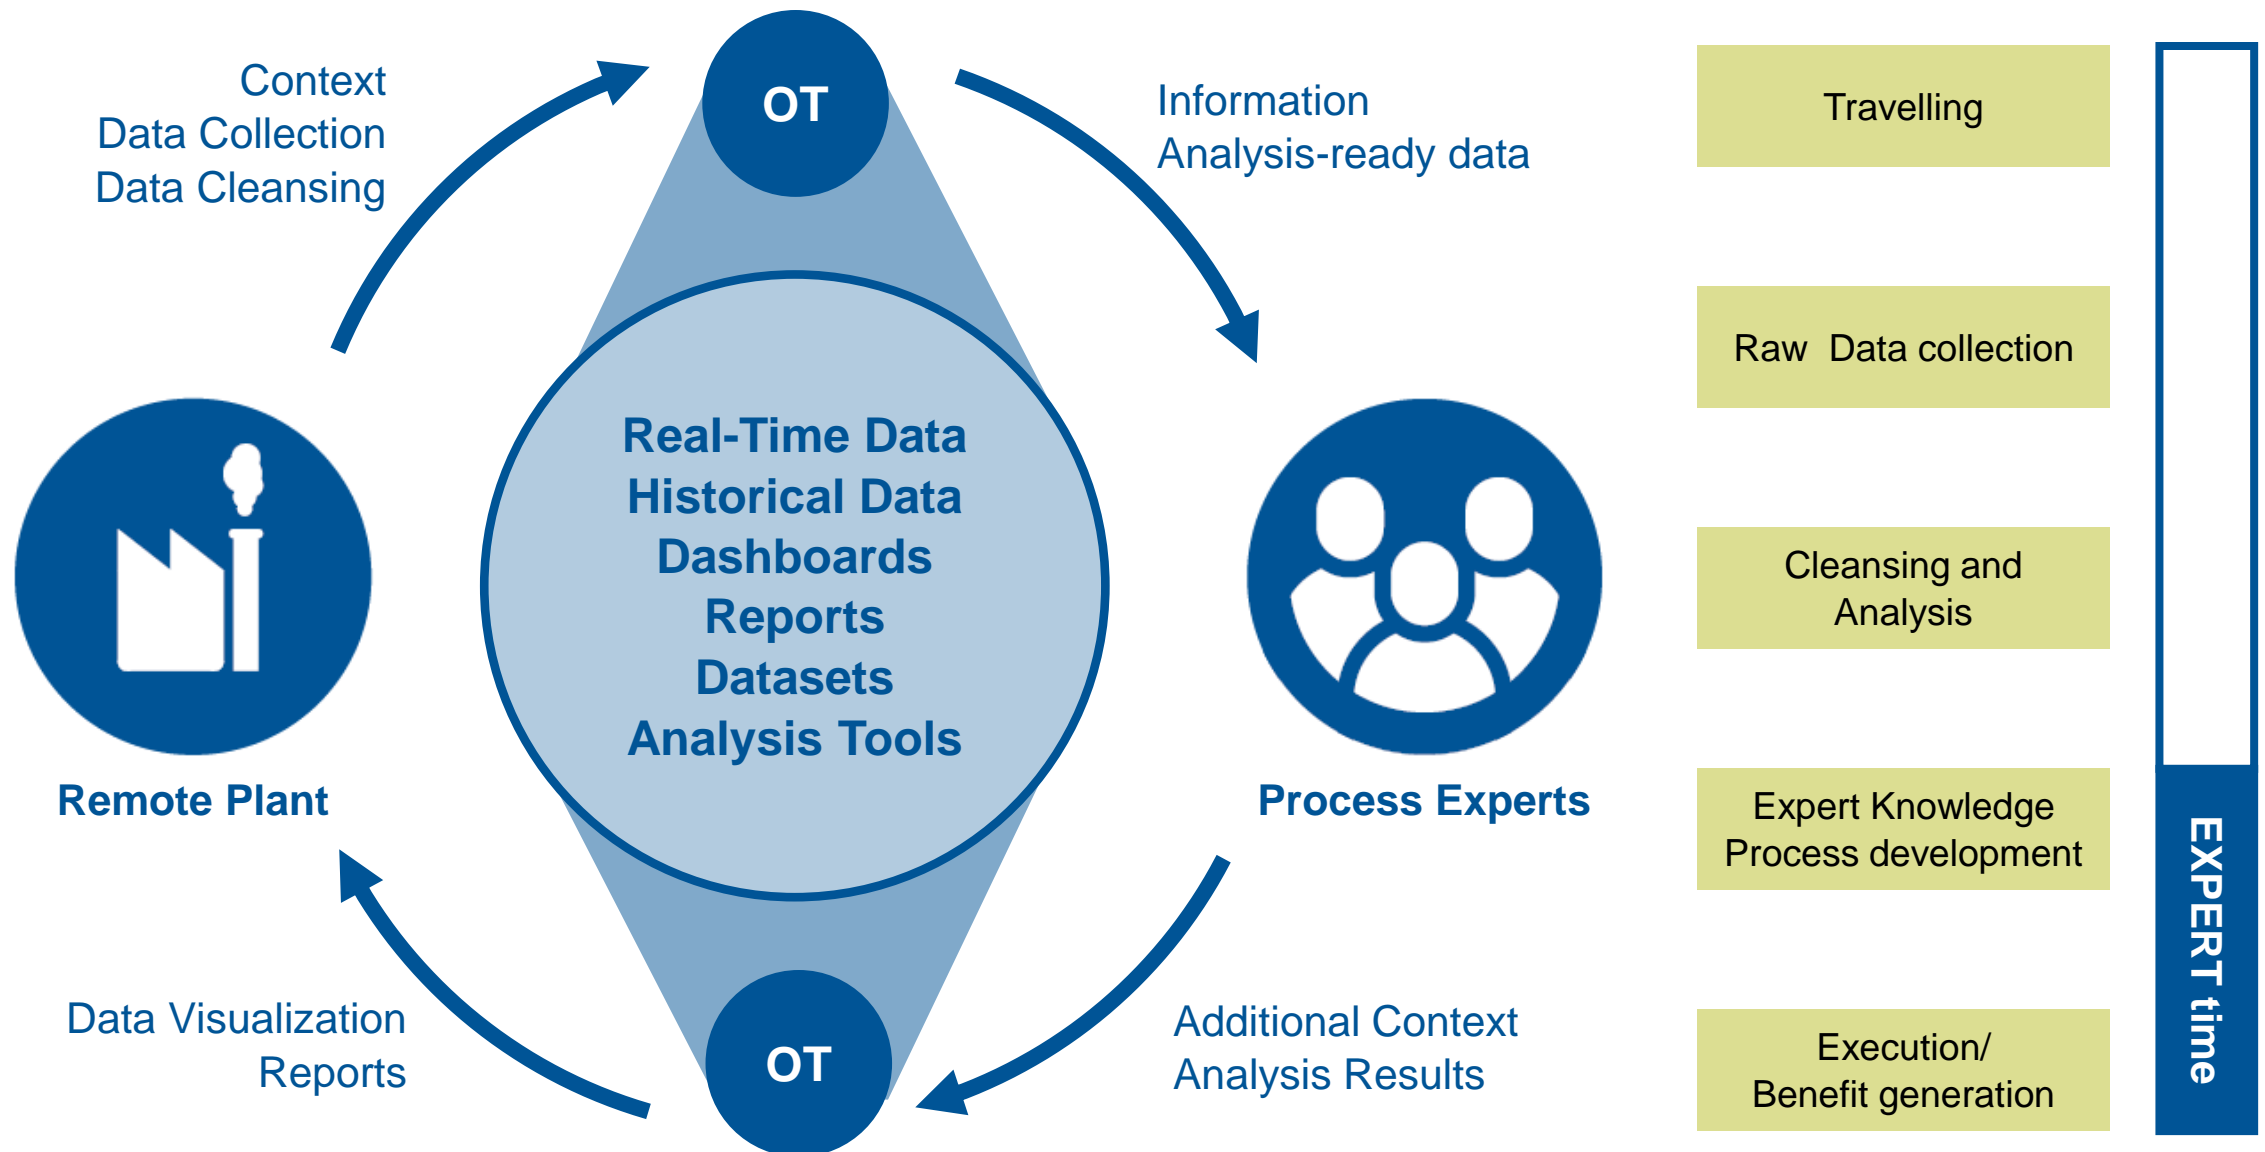 Context
Data Collection
Data Cleansing
OT
Information
Analysis-ready data
Real-Time Data
Historical Data
Dashboards
Reports
Datasets
Analysis Tools
Remote Plant
Process Experts
Data Visualization
Reports
OT
Additional Context
Analysis Results
Travelling
Raw  Data collection
Cleansing and
Analysis
Expert Knowledge
Process development
Execution/
Benefit generation
EXPERT time